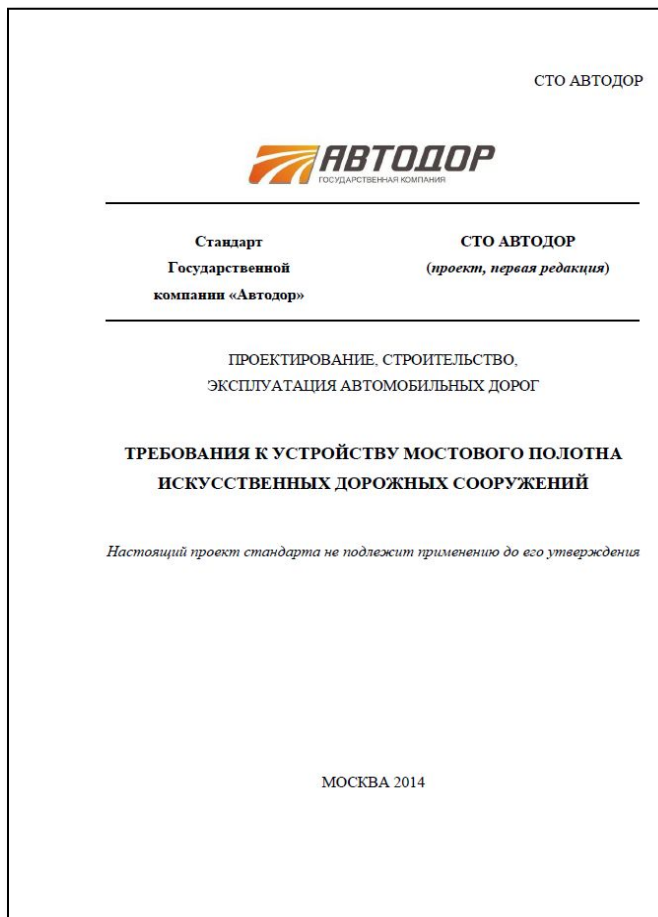 СТО АВТОДОР
АВТОДОР
ГОСУДАРСТВЕННАЯ КОМПАНИЯ
Стандарт
Государственной
компании «Автодор»
СТО АВТОДОР
(проект, первая редакция)
ПРОЕКТИРОВАНИЕ, СТРОИТЕЛЬСТВО,
ЭКСПЛУАТАЦИЯ АВТОМОБИЛЬНЫХ ДОРОГ
ТРЕБОВАНИЯ К УСТРОЙСТВУ МОСТОВОГО ПОЛОТНА
ИСКУССТВЕННЫХ ДОРОЖНЫХ СООРУЖЕНИЙ
Настоящий проект стандарта не подлежит применению до его утверждения
МОСКВА 2014